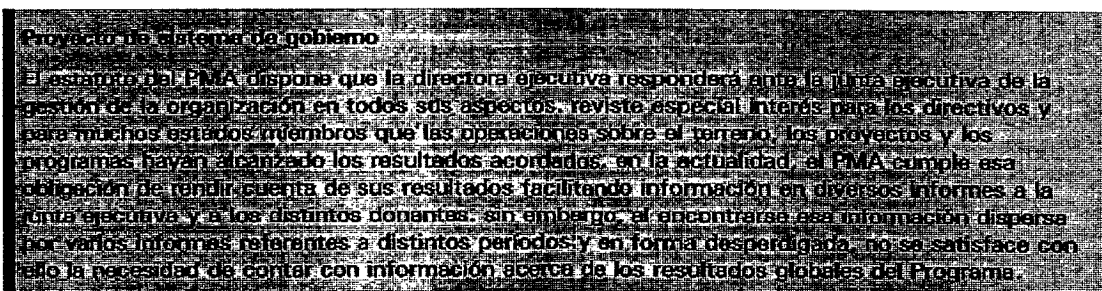 Proyecto de sistema de gobierno
El estatuto del PMA dispone que la directora ejecutiva responderá ante la junta ejecutiva de la
gestión de la organización en todos sus aspectos. reviste especial interés para los directivos y
para muchos estados miembros que las operaciones sobre el terreno, los proyectos y los
programas hayan alcanzado los resultados acordados. en la actualidad, el PMA cumple esa
obligación de rendir cuenta de sus resultados facilitando información en diversos informes a la
junta ejecutiva y a los distintos donantes. sin embargo, al encontrarse esa información dispersa
por varios informes referentes a distintos períodos y en forma desperdigada, no se satisface con
ello la necesidad de contar con información acerca de los resultados globales del Programa.